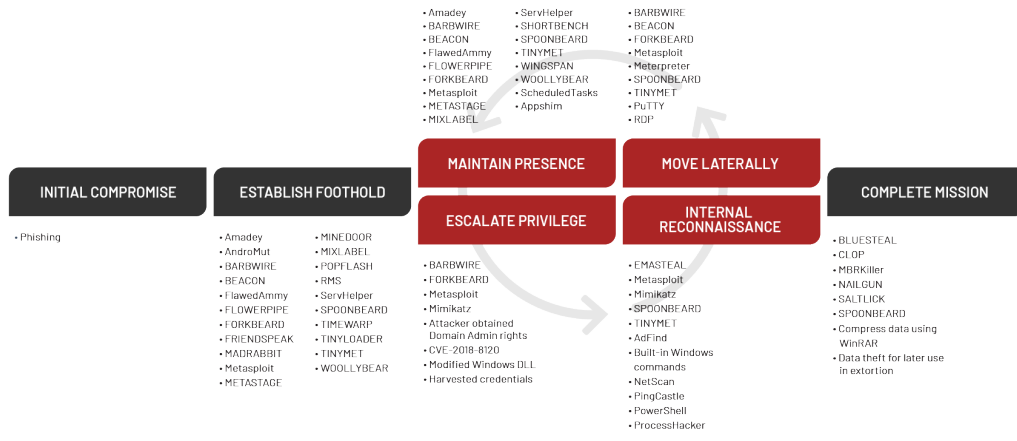 • Amadey
• BARBWIRE
• BEACON
• FlawedAmmy
• FLOWERPIPE
• FORKBEARD
• Metasploit
• METASTAGE
• MIXLABEL
• ServHelper
• SHORTBENCH
• SPOONBEARD
• TINYMET
• WINGSPAN
• WOOLLYBEAR
• ScheduledTasks
• Appshim
• BARBWIRE
• BEACON
• FORKBEARD
• Metasploit
• Meterpreter
• SPOONBEARD
• TINYMET
• PuTTY
• RDP
MAINTAIN PRESENCE
MOVE LATERALLY
INITIAL COMPROMISE
ESTABLISH FOOTHOLD
COMPLETE MISSION
ESCALATE PRIVILEGE
INTERNAL
RECONNAISSANCE
• Phishing
• Amadey
• AndroMut
• BARBWIRE
• BEACON
• FlawedAmmy
• FLOWERPIPE
• FORKBEARD
• FRIENDSPEAK
• MADRABBIT
• Metasploit
• METASTAGE
• MINEDOOR
• MIXLABEL
• POPFLASH
• RMS
• ServHelper
• SPOONBEARD
• TIMEWARP
• TINYLOADER
• TINYMET
• WOOLLYBEAR
• BARBWIRE
• FORKBEARD
• Metasploit
• Mimikatz
• Attacker obtained
Domain Admin rights
• CVE-2018-8120
• Modified Windows DLL
• Harvested credentials
• EMASTEAL
• Metasploit
• Mimikatz
• SPOONBEARD
• TINYMET
• AdFind
• Built-in Windows
commands
• NetScan
• PingCastle
• PowerShell
• ProcessHacker
• BLUESTEAL
• CLOP
• MBRKiller
• NAILGUN
• SALTLICK
• SPOONBEARD
• Compress data using
WinRAR
• Data theft for later use
in extortion